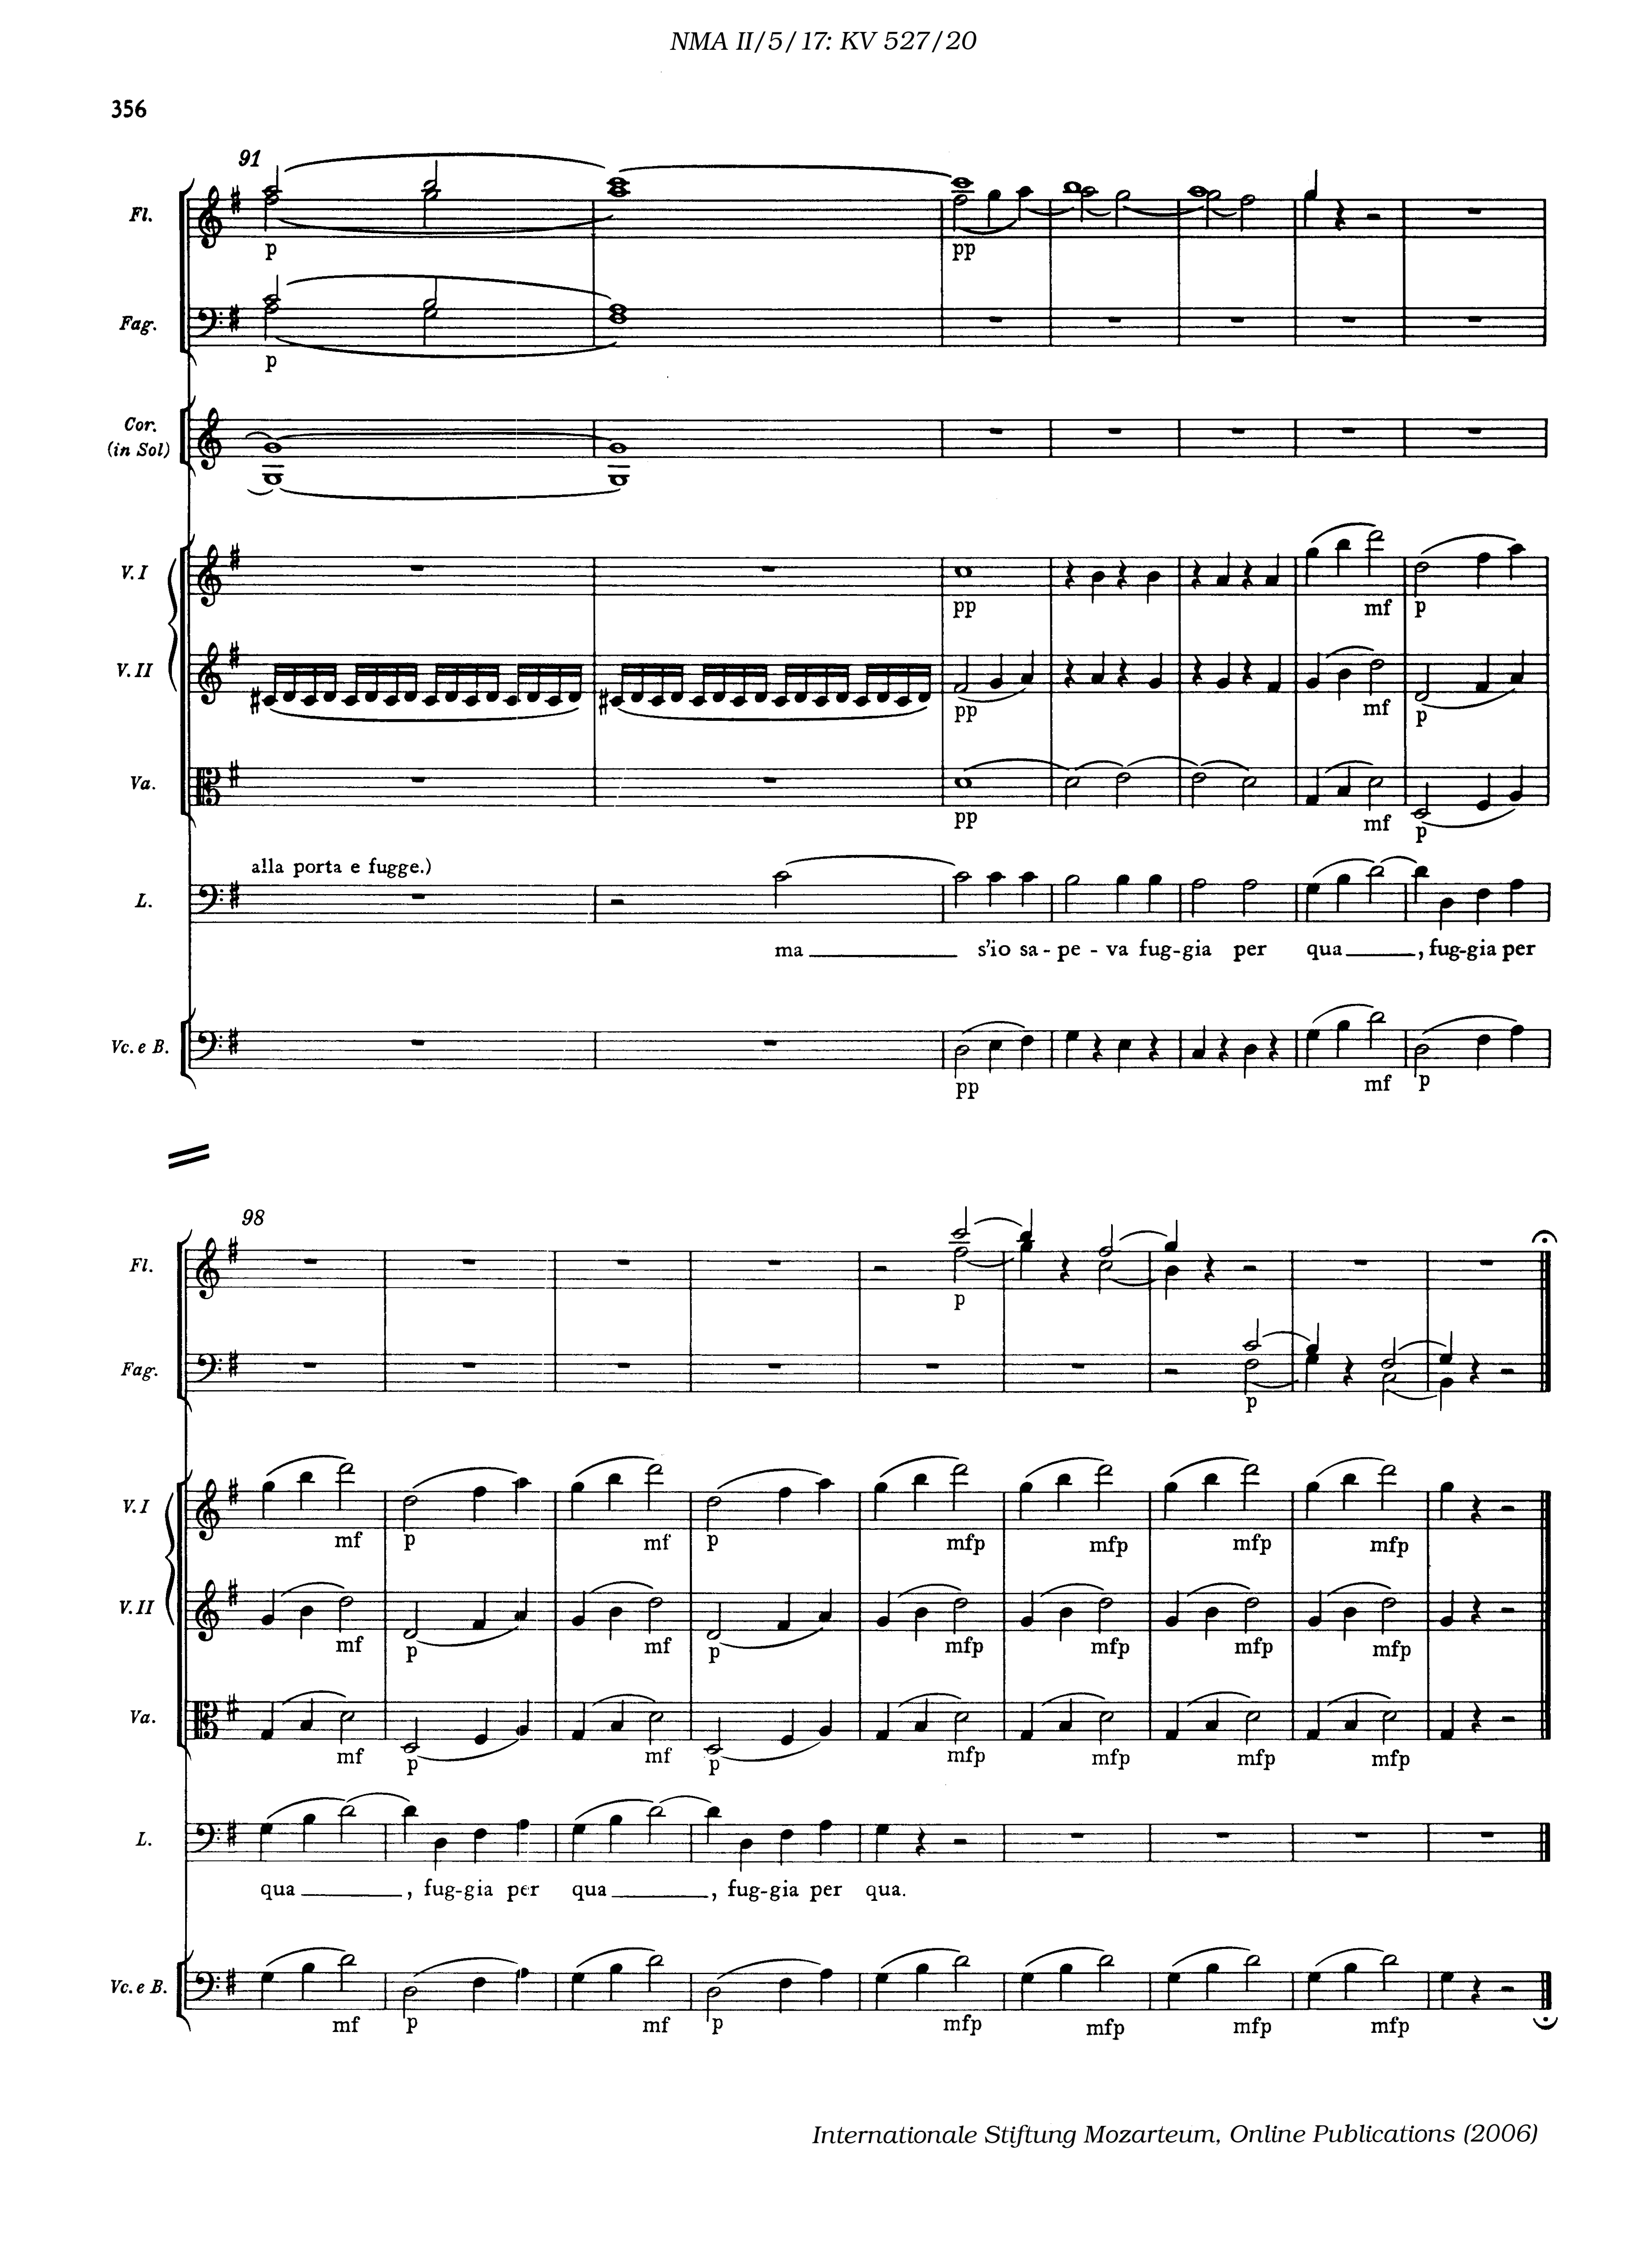 NMA II/5/17: KV 527/20
356
91
Fl.
p
pp
Fag.
p
Cor.
(in Sol)
V. I
pp
mf
p
V. II
pp
mf
p
Va.
pp
mf
p
alla porta e fugge.)
L.
ma ______ s'io sa - pe - va fug-gia per qua ______, fug-gia per
Vc. e B.
pp
mf
p
98
Fl.
p
Fag.
p
V. I
mf p mf p mfp mfp mfp mfp
V. II
mf p mf p mfp mfp mfp mfp
Va.
mf p mf p mfp mfp mfp mfp
L.
qua ______, fug-gia per qua ______, fug-gia per qua.
Vc. e B.
mf p mf p mfp mfp mfp mfp
Internationale Stiftung Mozarteum, Online Publications (2006)